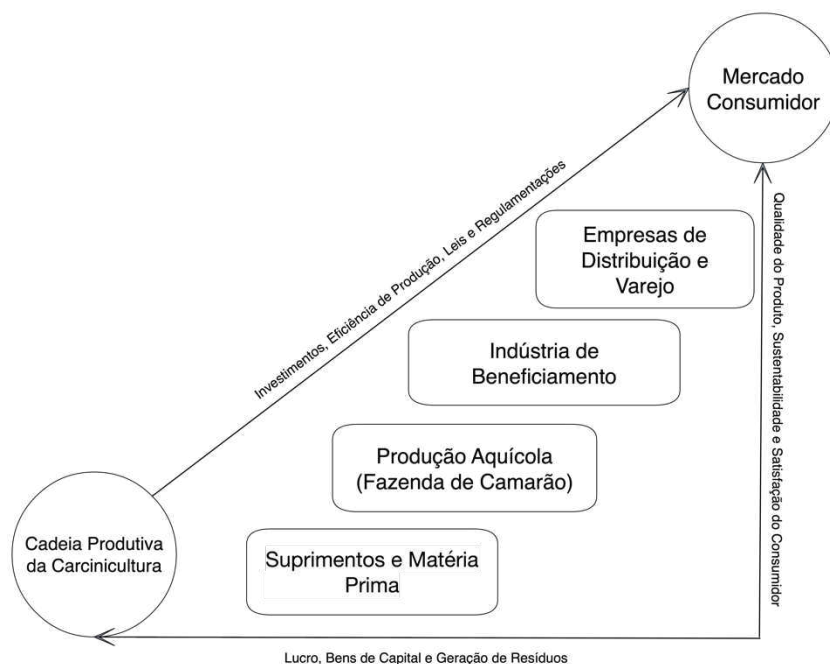 Mercado
Consumidor
Investimentos, Eficiência de Produção, Leis e Regulamentações
Empresas de
Distribuição e
Varejo
Qualidade do Produto, Sustentabilidade e Satisfação do Consumidor
Indústria de
Beneficiamento
Produção Aquícola
(Fazenda de Camarão)
Cadeia Produtiva
da Carcinicultura
Suprimentos e Matéria
Prima
Lucro, Bens de Capital e Geração de Resíduos